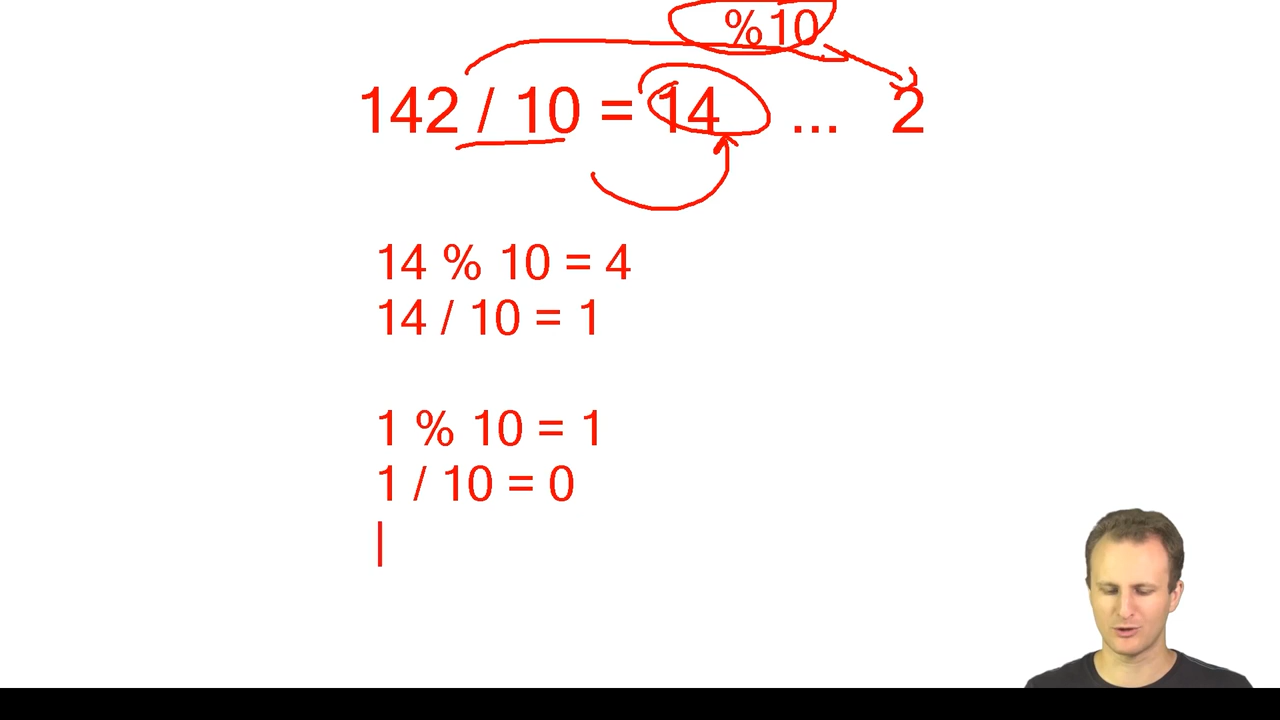 %10
142 / 10 = 14 ... 2
14 % 10 = 4
14 / 10 = 1
1 % 10 = 1
1 / 10 = 0